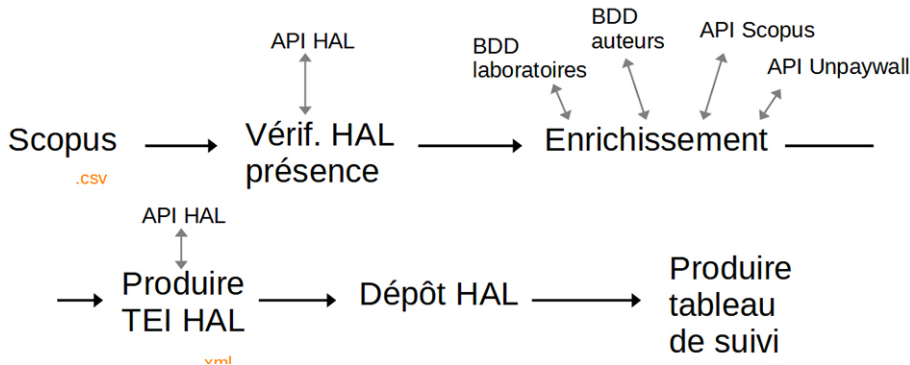 API HAL
BDD
laboratoires
BDD
auteurs
API Scopus
API Unpaywall
Scopus
.csv
Vérif. HAL
présence
Enrichissement
API HAL
Produire
TEI HAL
.xml
Dépôt HAL
Produire
tableau
de suivi